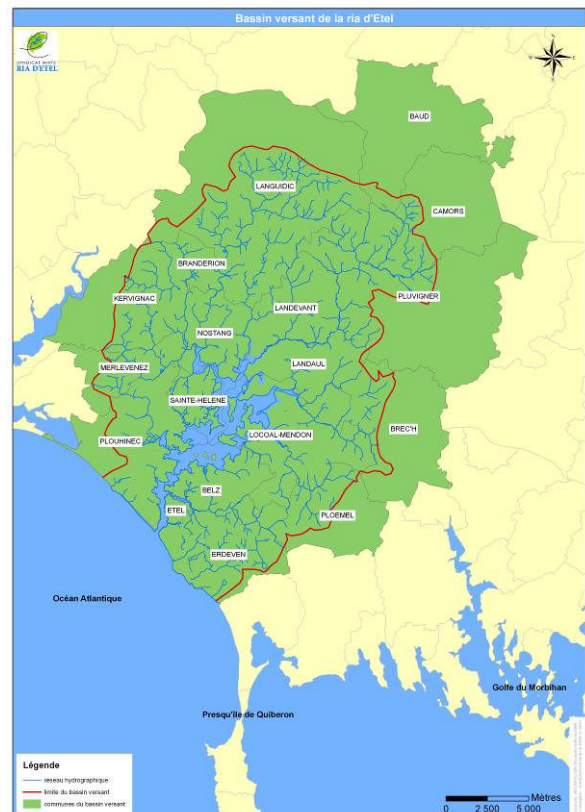 Bassin versant de la ria d'Etel
SYNDICAT MIXTE
RIA D'ETEL
BAUD
LANGUIDIC
CAMORS
BRANDERION
KERVIGNAC
PLUVIGNER
LANDEVANT
NOSTANG
MERLEVENEZ
LANDAUL
SAINTE-HELENE
PLOUHINEC
LOCOAL-MENDON
BREC'H
BELZ
ETEL
PLOEMEL
ERDEVEN
Océan Atlantique
Golfe du Morbihan
Presqu'île de Quiberon
Légende
réseau hydrographique
limite du bassin versant
communes du bassin versant
Mètres
0 2 500 5 000